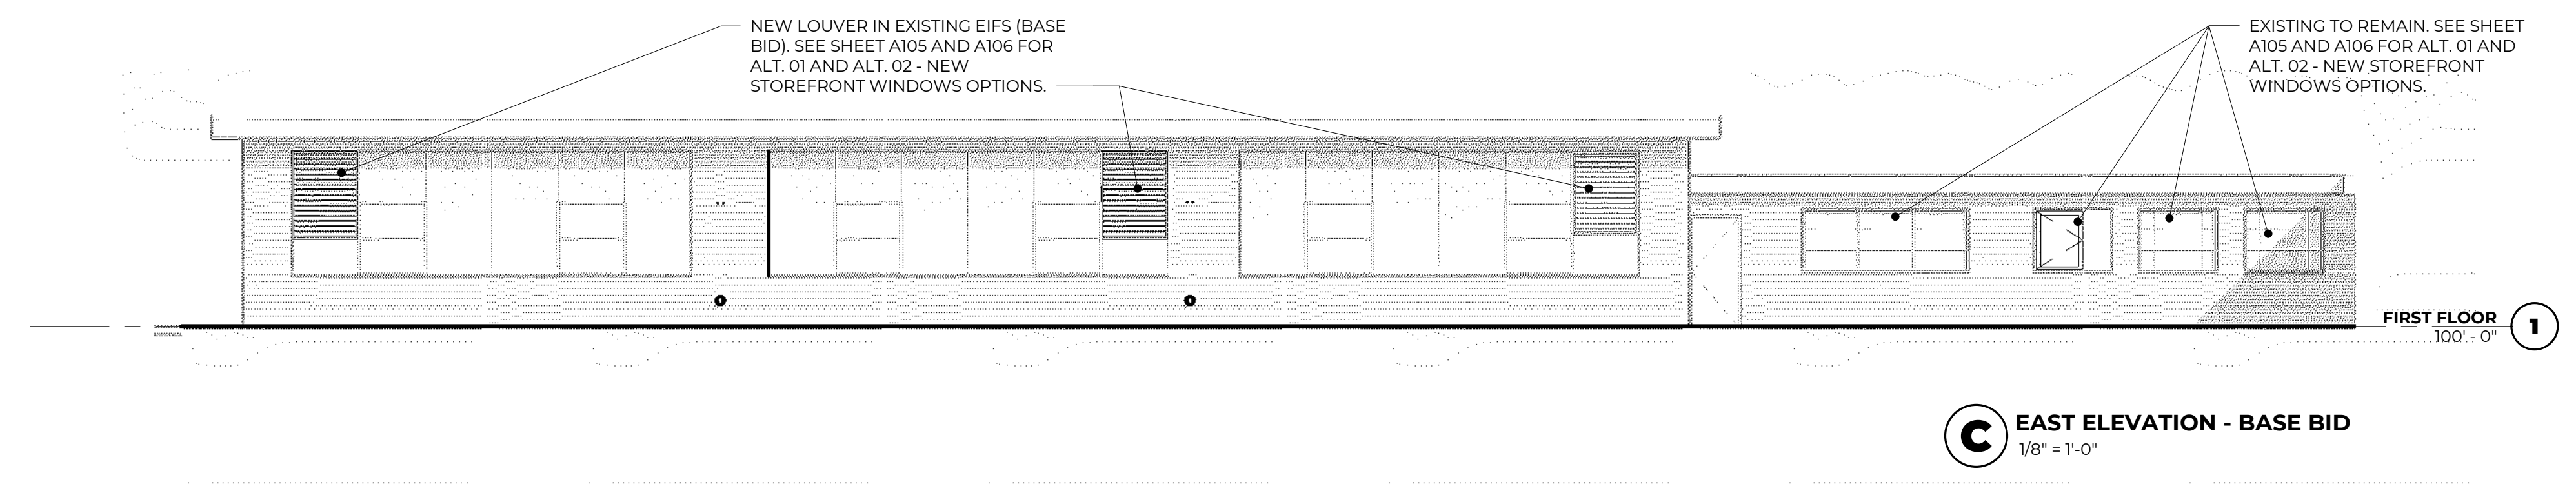 NEW LOUVER IN EXISTING EIFS (BASE
BID). SEE SHEET A105 AND A106 FOR
ALT. 01 AND ALT. 02 - NEW
STOREFRONT WINDOWS OPTIONS.
EXISTING TO REMAIN. SEE SHEET
A105 AND A106 FOR ALT. 01 AND
ALT. 02 - NEW STOREFRONT
WINDOWS OPTIONS.
FIRST FLOOR
100' - 0"
1
C
EAST ELEVATION - BASE BID
1/8" = 1'-0"